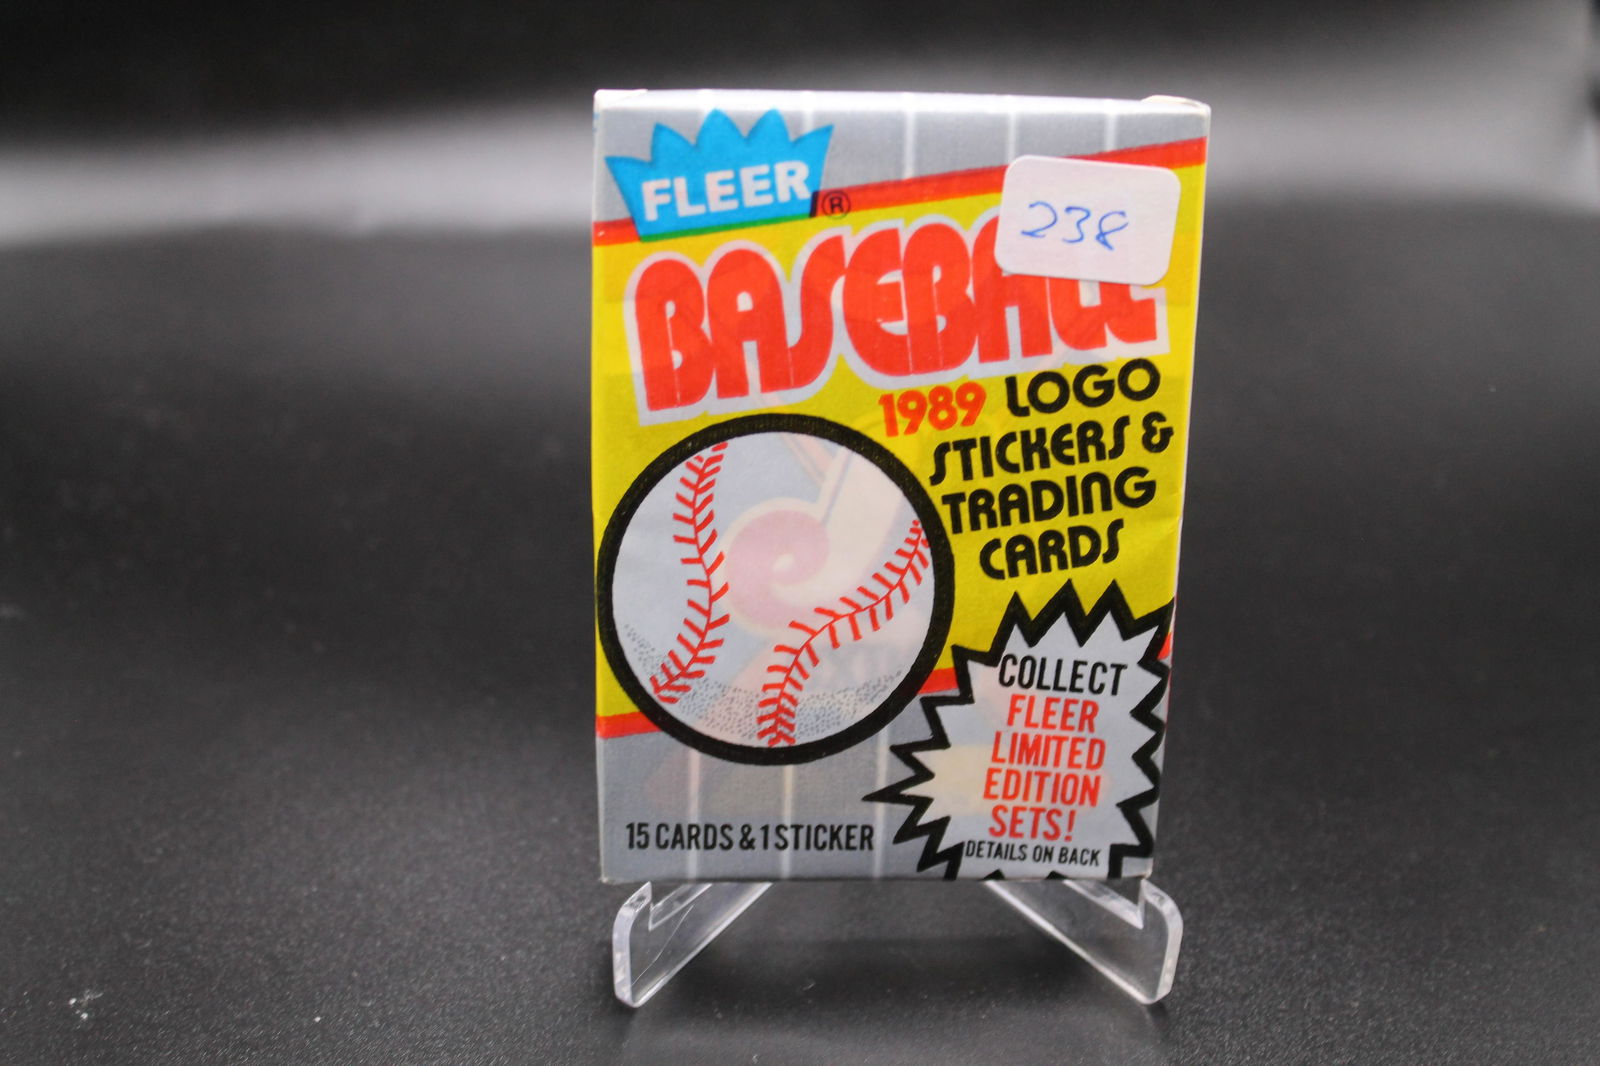 FLEER®
238
BASEBALL
1989 LOGO
STICKERS &
TRADING
CARDS
COLLECT
FLEER
LIMITED
EDITION
SETS!
DETAILS ON BACK
15 CARDS & 1 STICKER